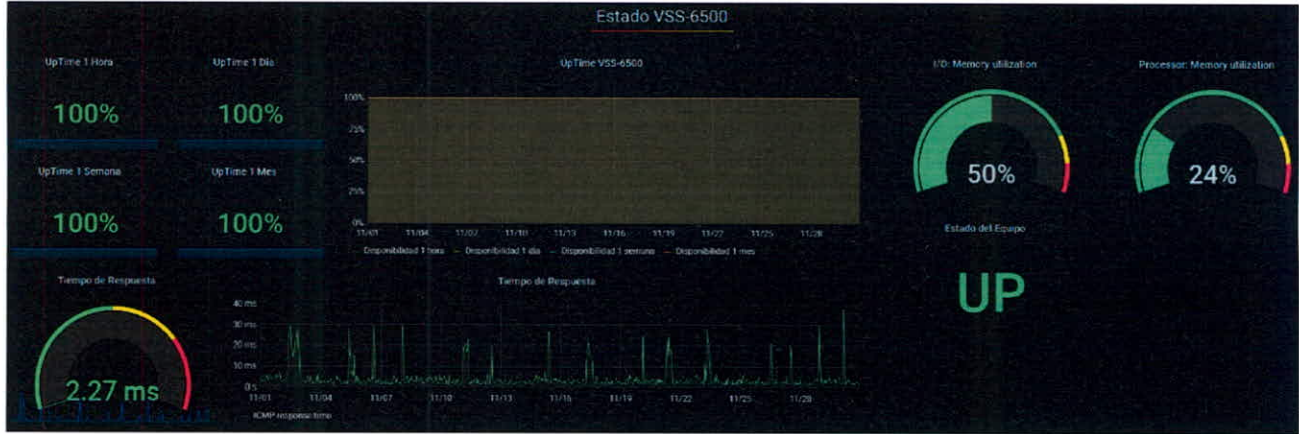 Estado VSS-6500
UpTime 1 Hora
UpTime 1 Dia
UpTime VSS-6500
I/O: Memory utilization
Processor: Memory utilization
100%
100%
100%
75%
50%
25%
0%
11/01 11/04 11/07 11/10 11/13 11/16 11/19 11/22 11/25 11/28
Disponibilidad 1 hora Disponibilidad 1 dia Disponibilidad 1 semana Disponibilidad 1 mes
50%
24%
UpTime 1 Semana
UpTime 1 Mes
100%
100%
Estado del Equipo
UP
Tiempo de Respuesta
2.27 ms
Tiempo de Respuesta
40 ms
30 ms
20 ms
10 ms
0 s
11/01 11/04 11/07 11/10 11/13 11/16 11/19 11/22 11/25 11/28
ICMP response time